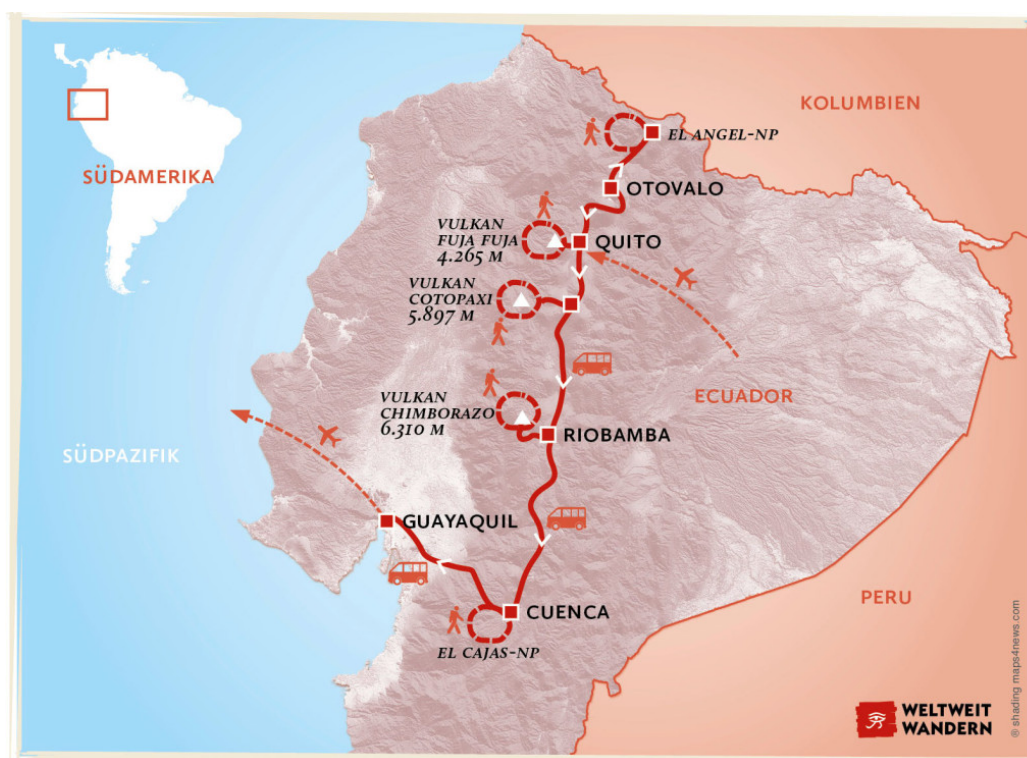 KOLUMBIEN
EL ANGEL-NP
SÜDAMERIKA
OTOVALO
VULKAN
FUJA FUJA
4.265 M
QUITO
VULKAN
COTOPAXI
5.897 M
VULKAN
CHIMBORAZO
6.310 M
ECUADOR
RIOBAMBA
SÜDPAZIFIK
GUAYAQUIL
CUENCA
PERU
EL CAJAS-NP
WELTWEIT
WANDERN
® shading maps4news.com